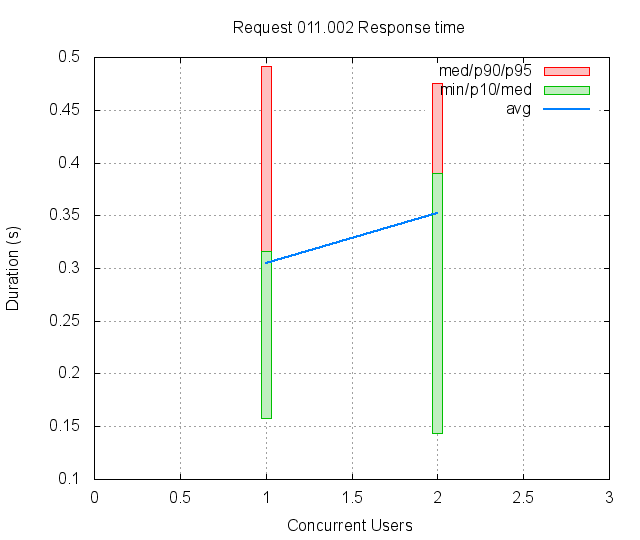 Request 011.002 Response time
0.5
0.45
0.4
0.35
0.3
0.25
0.2
0.15
0.1
Duration (s)
med/p90/p95
min/p10/med
avg
0 0.5 1 1.5 2 2.5 3
Concurrent Users